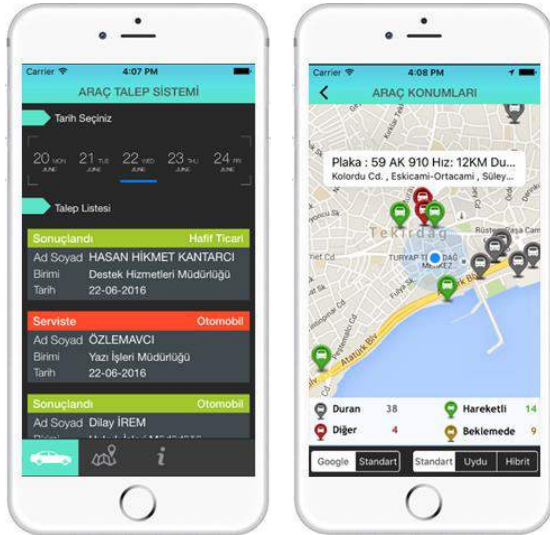 Carrier 4:07 PM
ARAÇ TALEP SİSTEMİ
Tarih Seçiniz
20 MON JUNE 21 TUE JUNE 22 WED JUNE 23 THU JUNE 24 FRI JUNE
Talep Listesi
Sonuçlandı Hafif Ticari
Ad Soyad HASAN HİKMET KANTARCI
Birimi Destek Hizmetleri Müdürlüğü
Tarih 22-06-2016
Serviste Otomobil
Ad Soyad ÖZLEMAVCI
Birimi Yazı İşleri Müdürlüğü
Tarih 22-06-2016
Sonuçlandı Otomobil
Ad Soyad Dilay İREM
i
Carrier 4:08 PM
ARAÇ KONUMLARI
Plaka : 59 AK 910 Hız: 12KM Du...
Kolordu Cd. , Eskicami-Ortacami , Süley...
Tekirdağ
Atatürk Blv
Duran 38 Hareketli 14
Diğer 4 Beklemede 9
Google Standart Standart Uydu Hibrit